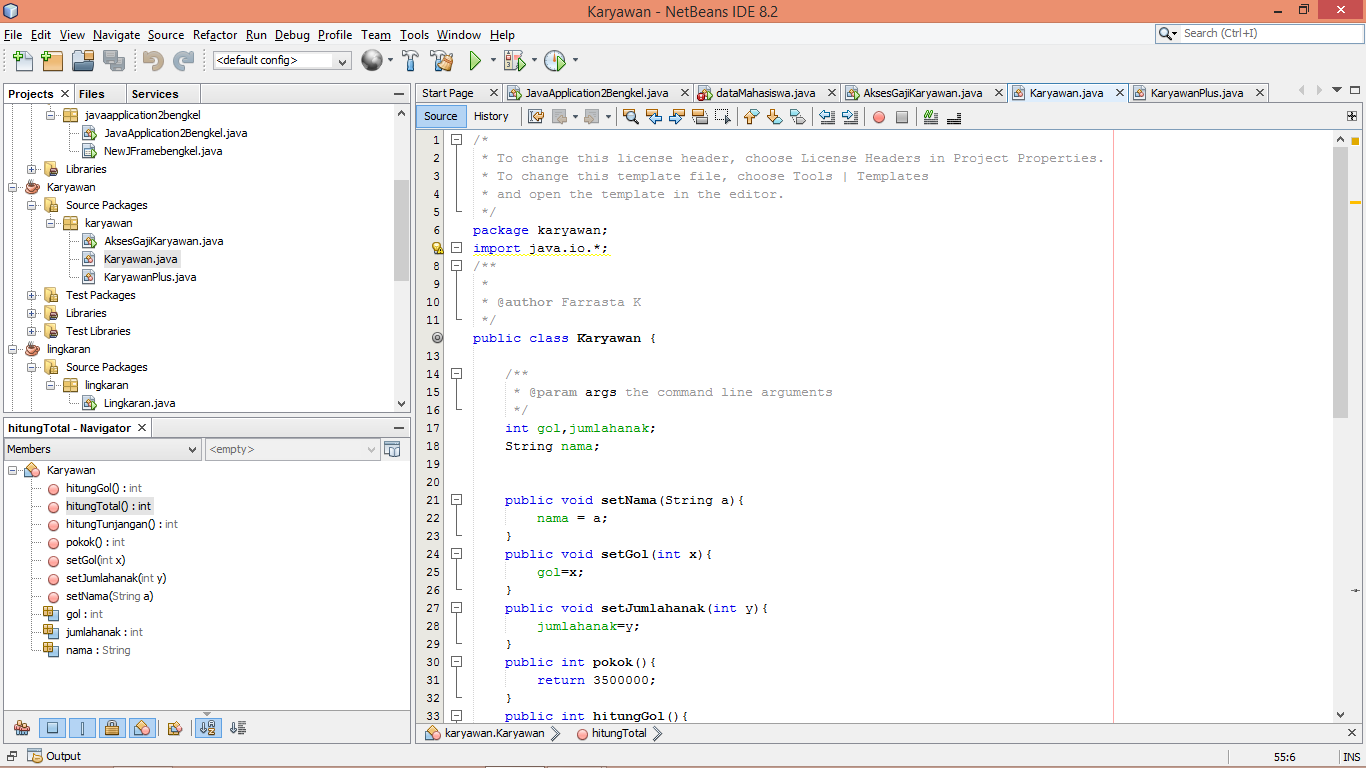 Karyawan - NetBeans IDE 8.2
File Edit View Navigate Source Refactor Run Debug Profile Team Tools Window Help
Search (Ctrl+I)
<default config>
Projects Files Services
javaapplication2bengkel
JavaApplication2Bengkel.java
NewJFramebengkel.java
Libraries
Karyawan
Source Packages
karyawan
AksesGajiKaryawan.java
Karyawan.java
KaryawanPlus.java
Test Packages
Libraries
Test Libraries
lingkaran
Source Packages
lingkaran
Lingkaran.java
hitungTotal - Navigator
Members <empty>
Karyawan
hitungGol() : int
hitungTotal() : int
hitungTunjangan() : int
pokok() : int
setGol(int x)
setJumlahanak(int y)
setNama(String a)
gol : int
jumlahanak : int
nama : String
Start Page JavaApplication2Bengkel.java dataMahasiswa.java AksesGajiKaryawan.java Karyawan.java KaryawanPlus.java
Source History
1 /*
2 * To change this license header, choose License Headers in Project Properties.
3 * To change this template file, choose Tools | Templates
4 * and open the template in the editor.
5 */
6 package karyawan;
import java.io.*;
8 /**
9 *
10 * @author Farrasta K
11 */
public class Karyawan {
13
14 /**
15 * @param args the command line arguments
16 */
17 int gol,jumlahanak;
18 String nama;
19
20
21 public void setNama(String a){
22 nama = a;
23 }
24 public void setGol(int x){
25 gol=x;
26 }
27 public void setJumlahanak(int y){
28 jumlahanak=y;
29 }
30 public int pokok(){
31 return 3500000;
32 }
33 public int hitungGol(){
karyawan.Karyawan hitungTotal
Output
55:6 INS